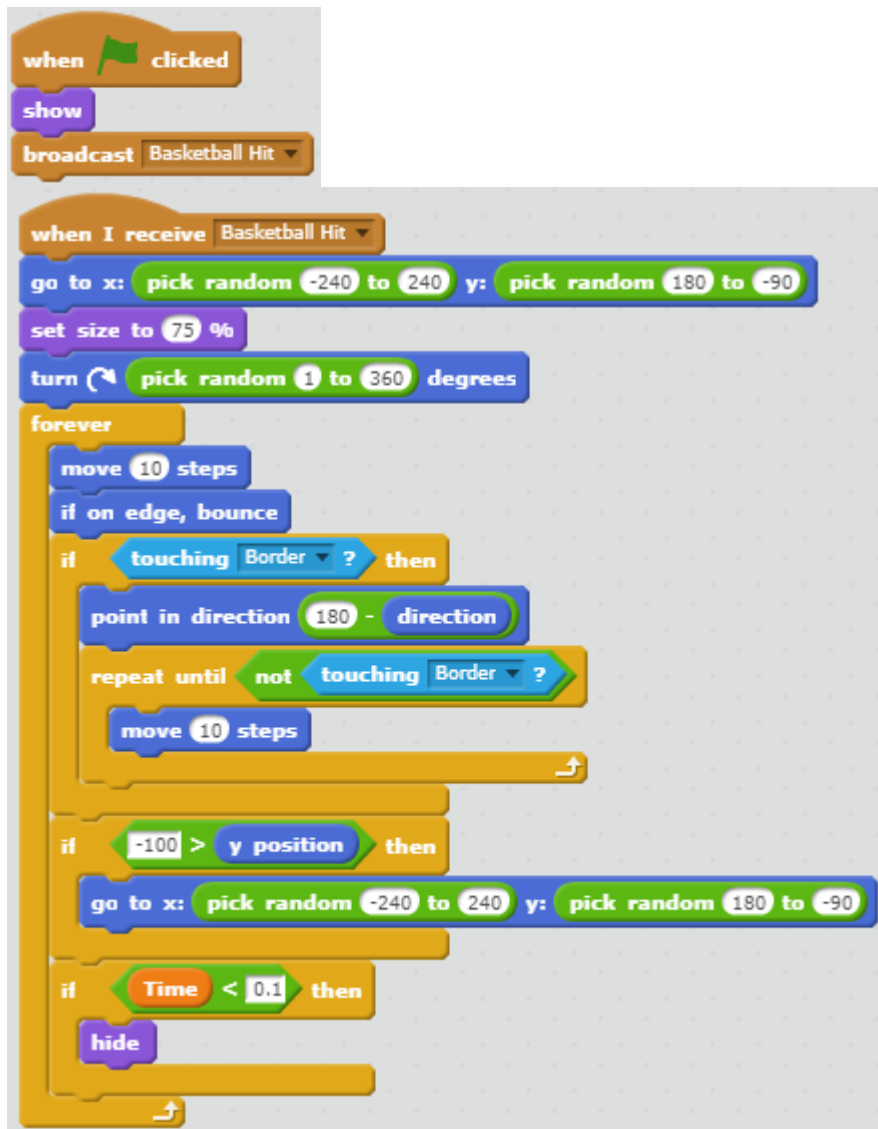 when clicked
show
broadcast Basketball Hit
when I receive Basketball Hit
go to x: pick random -240 to 240 y: pick random 180 to -90
set size to 75 %
turn pick random 1 to 360 degrees
forever
move 10 steps
if on edge, bounce
if touching Border ? then
point in direction 180 - direction
repeat until not touching Border ?
move 10 steps
if -100 > y position then
go to x: pick random -240 to 240 y: pick random 180 to -90
if Time < 0.1 then
hide